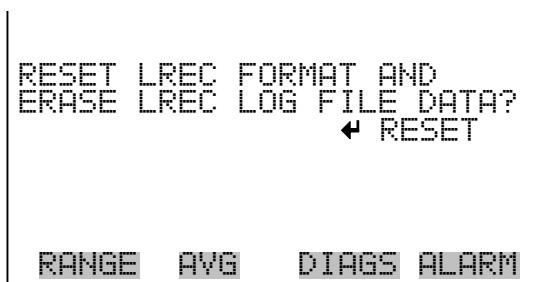 RESET LREC FORMAT AND
ERASE LREC LOG FILE DATA?
↵ RESET
RANGE AVG DIAGS ALARM